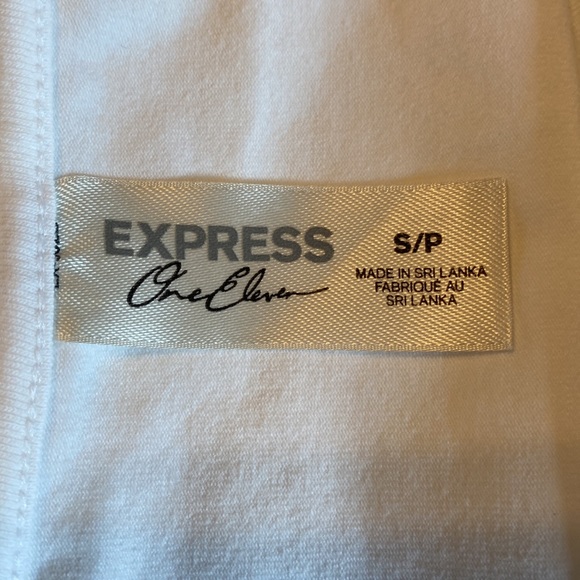 EXPRESS
One Eleven
S/P
MADE IN SRI LANKA
FABRIQUÉ AU
SRI LANKA